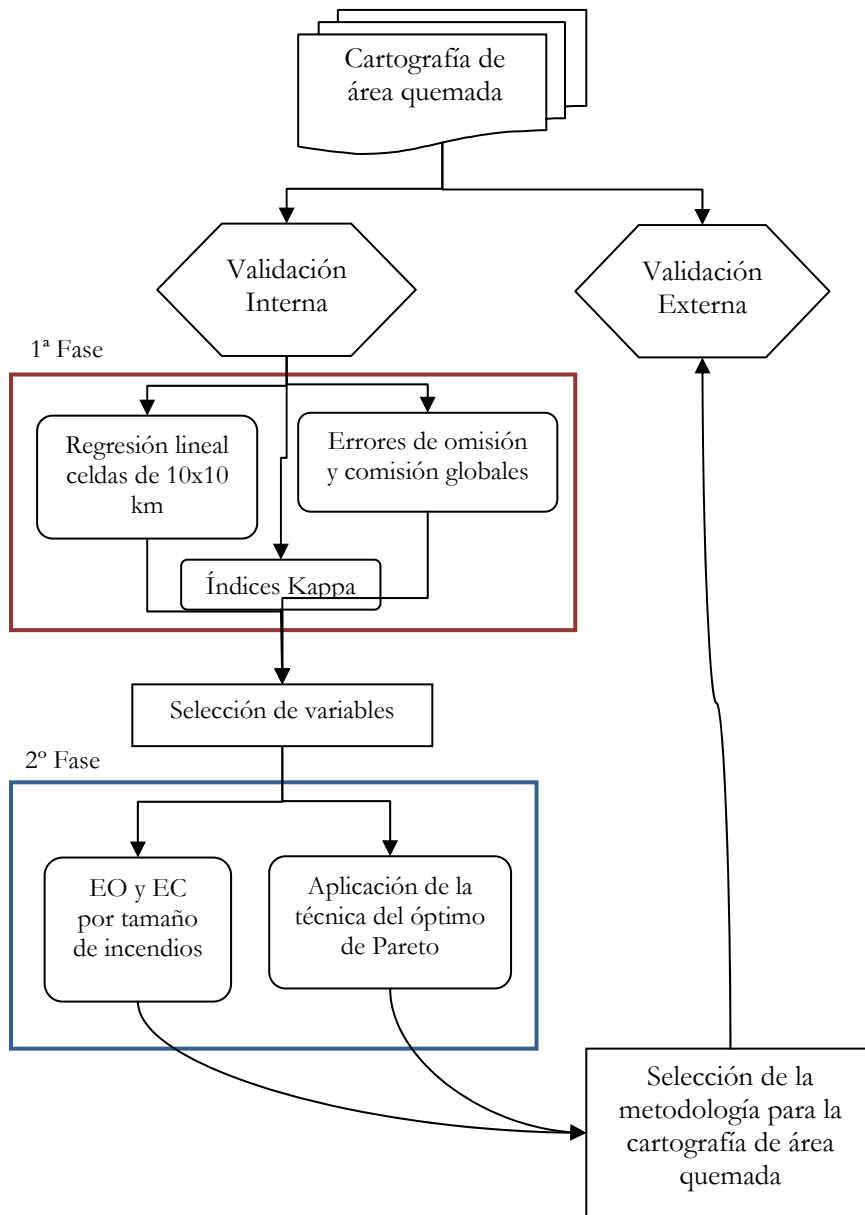 Cartografía de
área quemada
Validación
Interna
Validación
Externa
1ª Fase
Regresión lineal
celdas de 10x10
km
Errores de omisión
y comisión globales
Índices Kappa
Selección de variables
2º Fase
EO y EC
por tamaño
de incendios
Aplicación de la
técnica del óptimo
de Pareto
Selección de la
metodología para la
cartografía de área
quemada